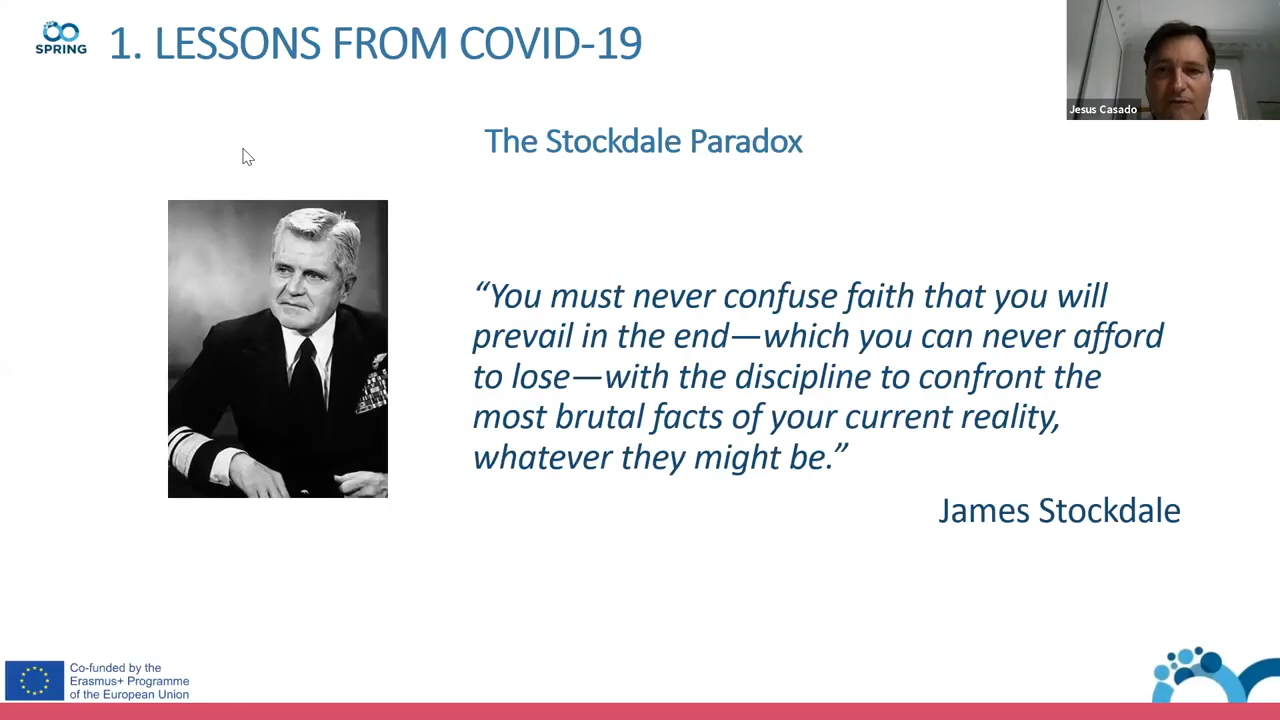 SPRING
1. LESSONS FROM COVID-19
Jesus Casado
The Stockdale Paradox
“You must never confuse faith that you will
prevail in the end—which you can never afford
to lose—with the discipline to confront the
most brutal facts of your current reality,
whatever they might be.”
James Stockdale
Co-funded by the
Erasmus+ Programme
of the European Union